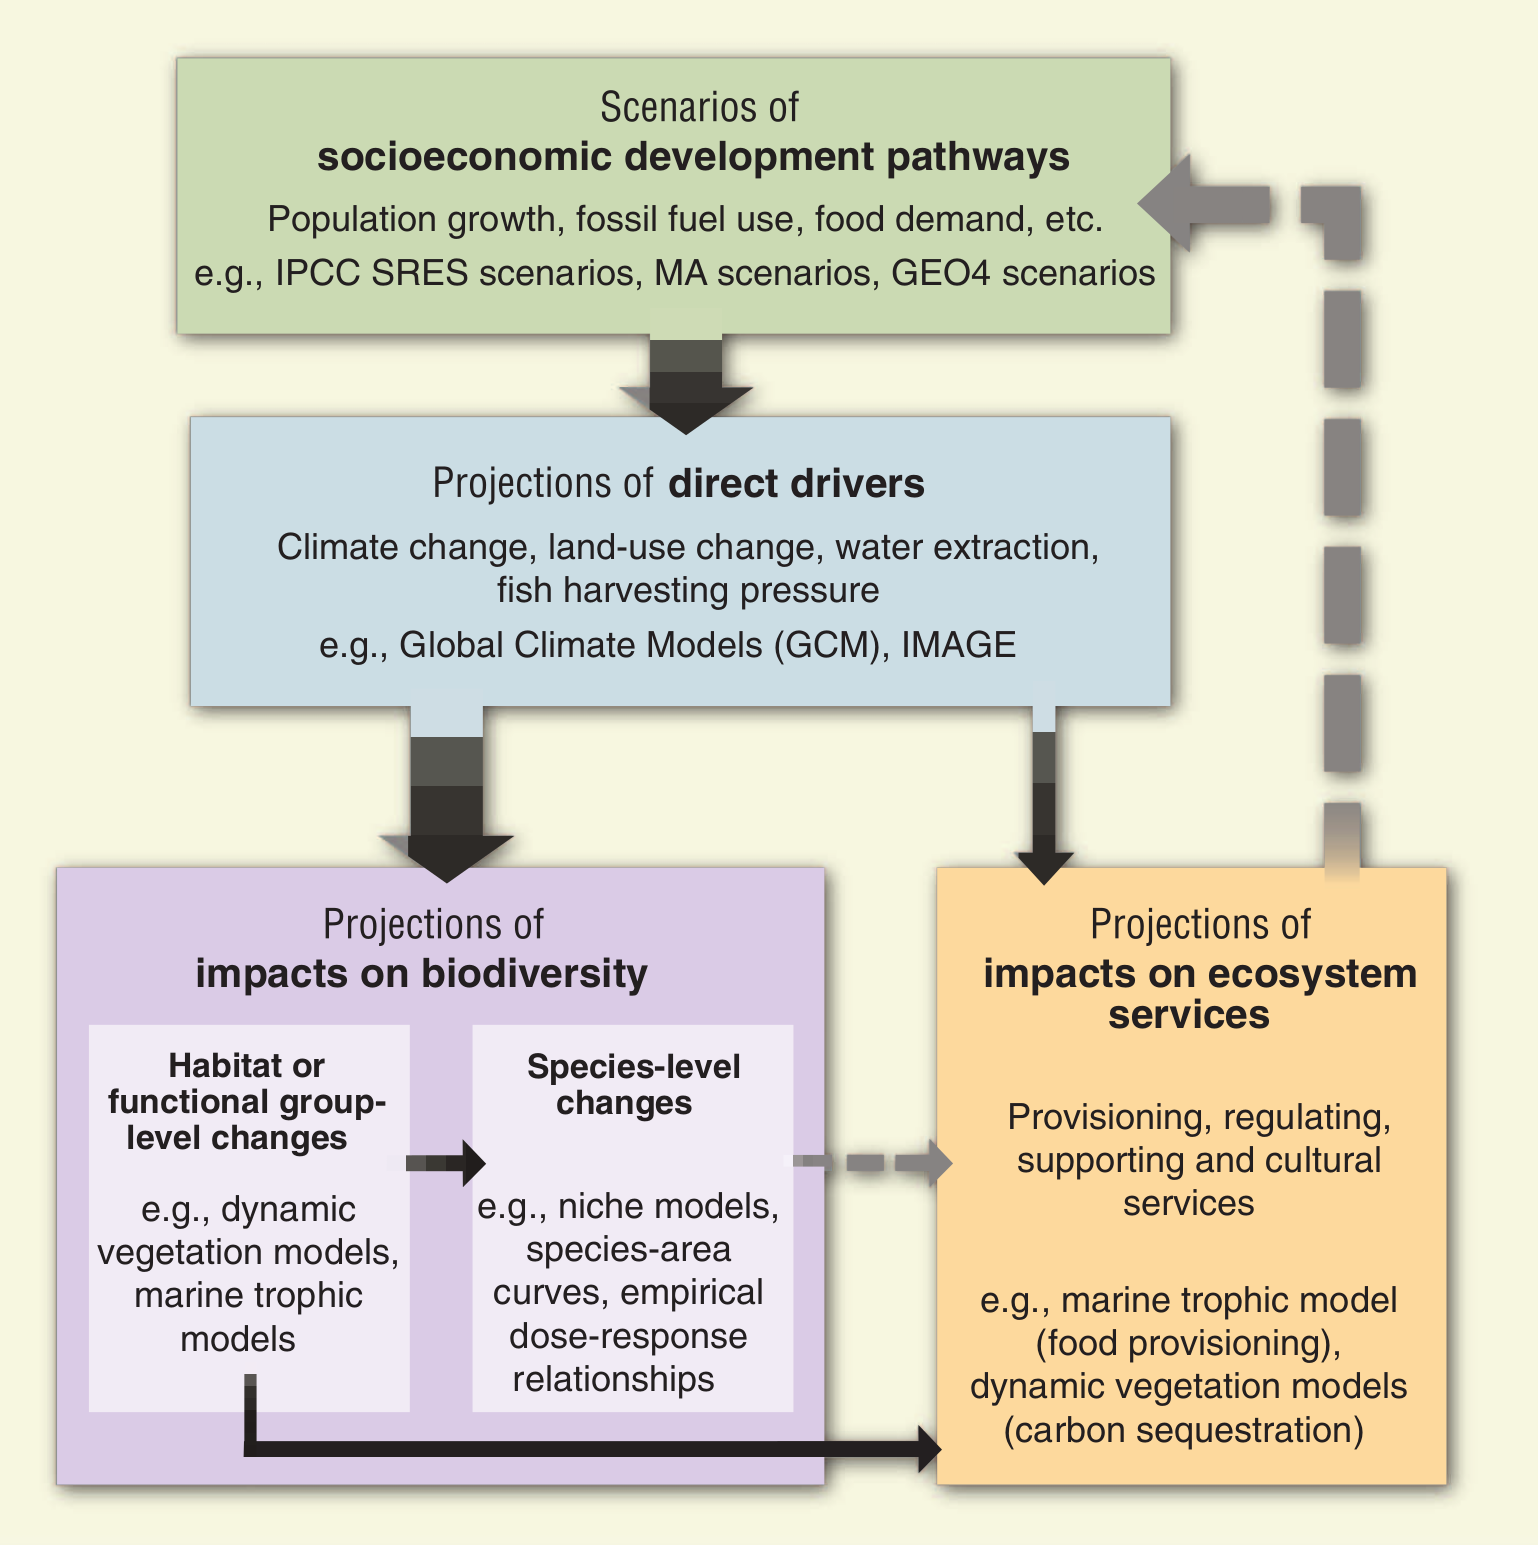 Scenarios of
socioeconomic development pathways
Population growth, fossil fuel use, food demand, etc.
e.g., IPCC SRES scenarios, MA scenarios, GEO4 scenarios
Projections of direct drivers
Climate change, land-use change, water extraction,
fish harvesting pressure
e.g., Global Climate Models (GCM), IMAGE
Projections of
impacts on biodiversity
Habitat or
functional group-
level changes
e.g., dynamic
vegetation models,
marine trophic
models
Species-level
changes
e.g., niche models,
species-area
curves, empirical
dose-response
relationships
Projections of
impacts on ecosystem
services
Provisioning, regulating,
supporting and cultural
services
e.g., marine trophic model
(food provisioning),
dynamic vegetation models
(carbon sequestration)